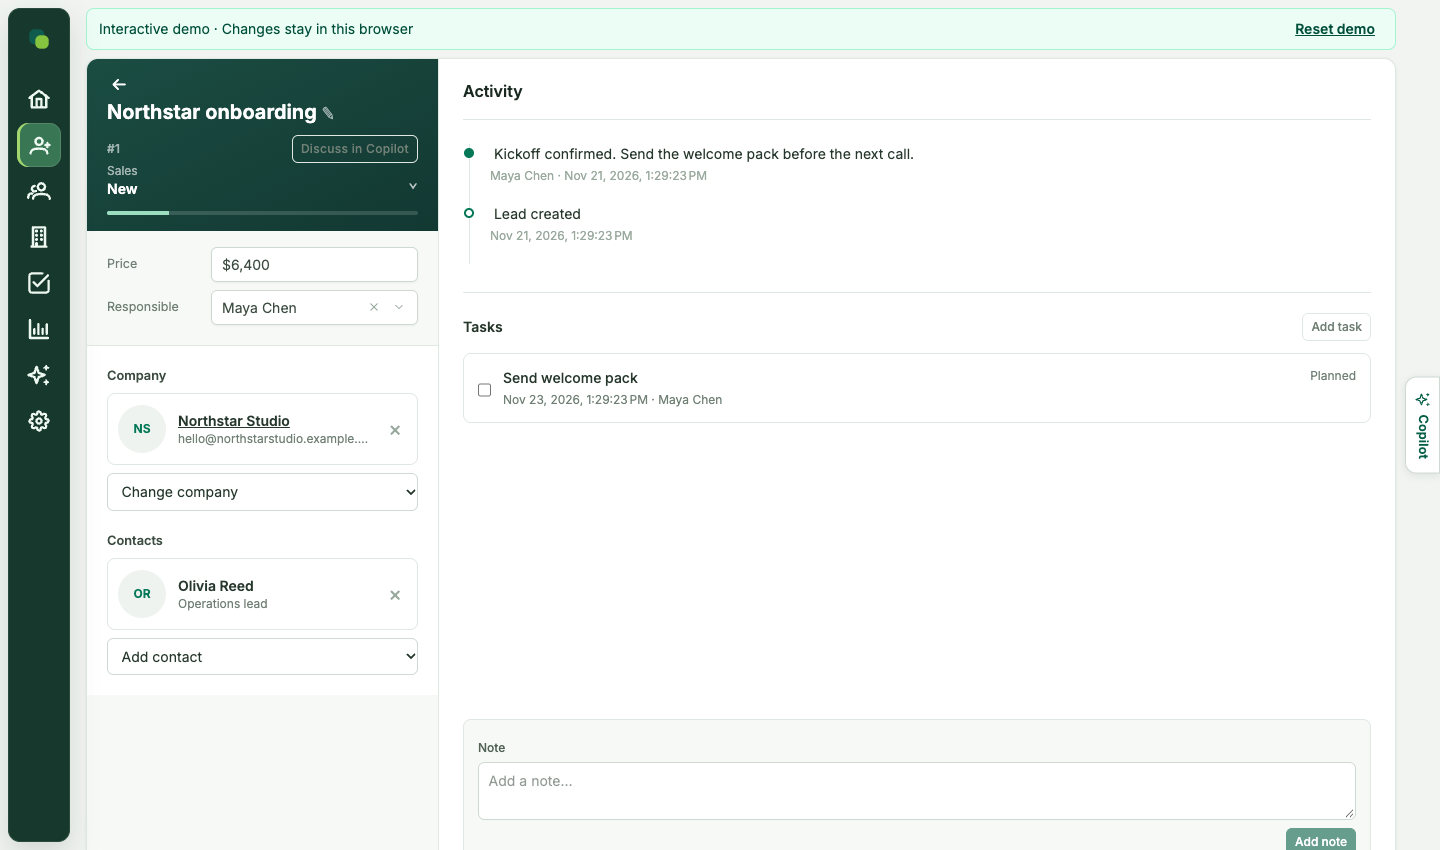 Interactive demo · Changes stay in this browser
Reset demo
Northstar onboarding
#1
Discuss in Copilot
Sales
New
Price
$6,400
Responsible
Maya Chen
Company
NS
Northstar Studio
hello@northstarstudio.example....
Change company
Contacts
OR
Olivia Reed
Operations lead
Add contact
Activity
Kickoff confirmed. Send the welcome pack before the next call.
Maya Chen · Nov 21, 2026, 1:29:23 PM
Lead created
Nov 21, 2026, 1:29:23 PM
Tasks
Add task
Send welcome pack
Planned
Nov 23, 2026, 1:29:23 PM · Maya Chen
Note
Add a note...
Add note
Copilot